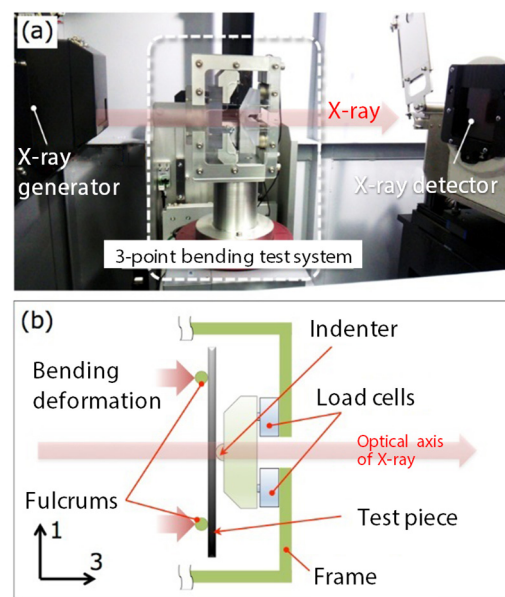 (a)
X-ray
X-ray
generator
X-ray detector
3-point bending test system
(b)
Indenter
Bending
deformation
Load cells
Optical axis
of X-ray
Fulcrums
Test piece
1
3
Frame